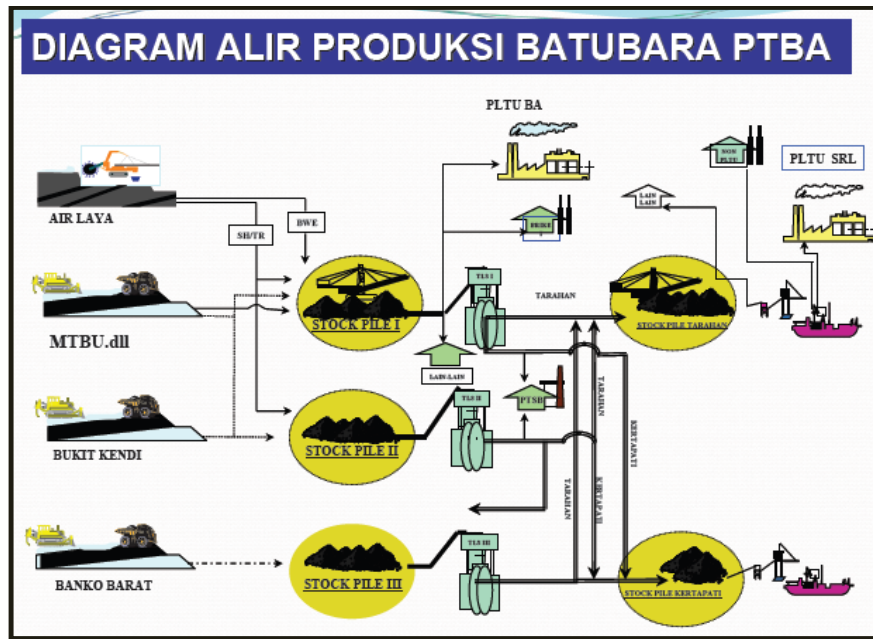 DIAGRAM ALIR PRODUKSI BATUBARA PTBA
PLTU BA
NON
PLTU
PLTU SRL
AIR LAYA
SH/TR
BWE
LAIN
LAIN
TLS I
TARAHAN
STOCK PILE I
STOCK PILE TARAHAN
MTBU.dll
LAIN-LAIN
TLS II
PTSB
TARAHAN
KERTAPATI
BUKIT KENDI
STOCK PILE II
TARAHAN
TLS III
BANKO BARAT
STOCK PILE III
STOCK PILE KERTAPATI